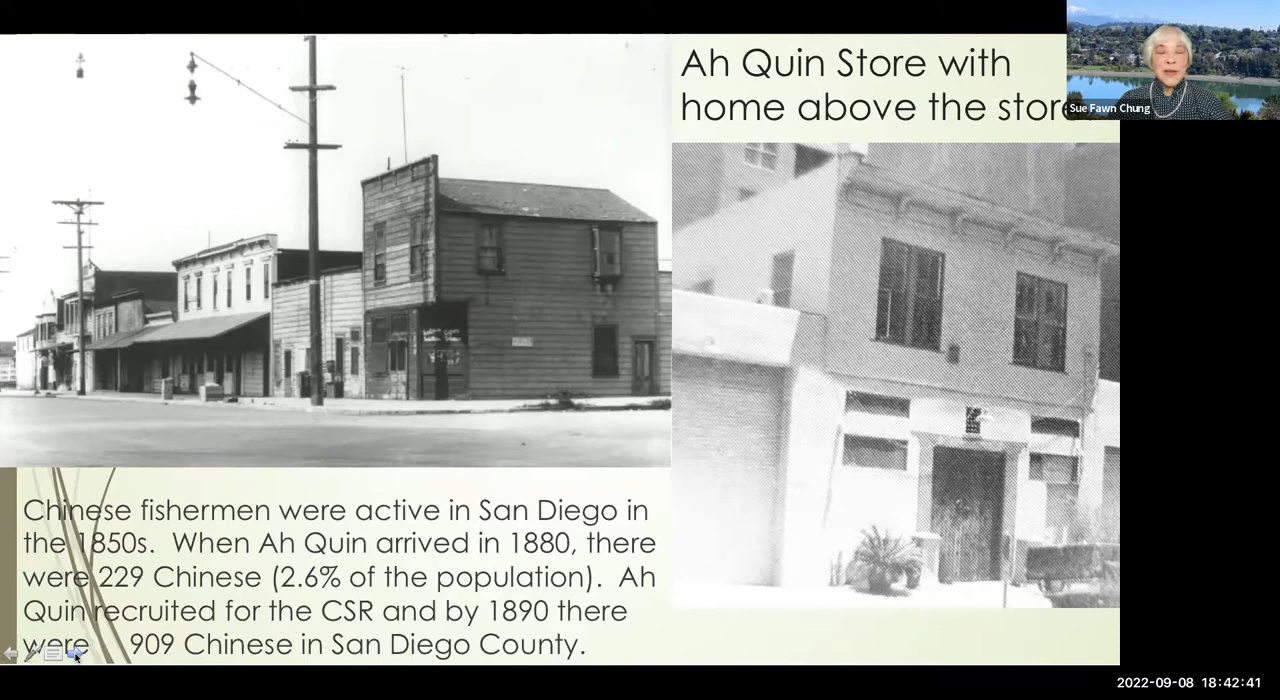 Ah Quin Store with
home above the store
Sue Fawn Chung
Chinese fishermen were active in San Diego in
the 1850s. When Ah Quin arrived in 1880, there
were 229 Chinese (2.6% of the population). Ah
Quin recruited for the CSR and by 1890 there
were 909 Chinese in San Diego County.
2022-09-08 18:42:41